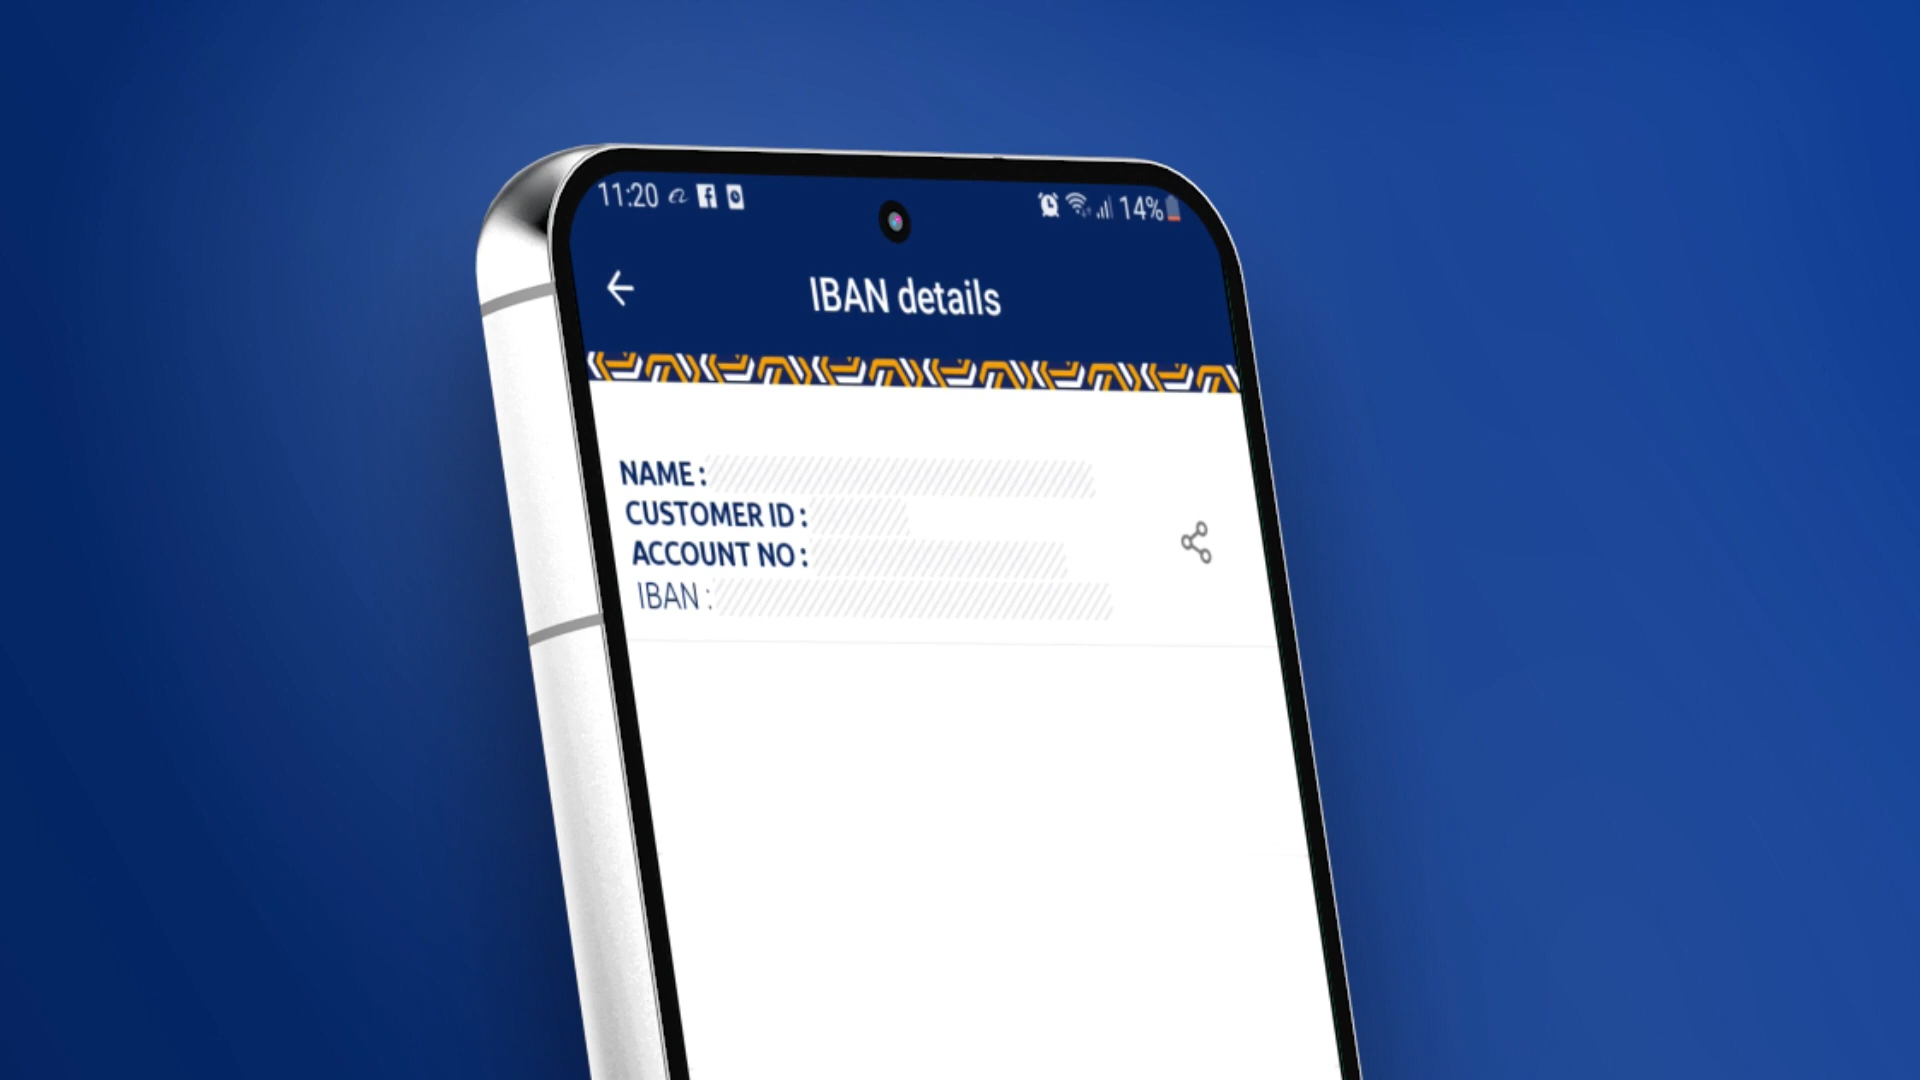 11:20
14%
IBAN details
NAME :
CUSTOMER ID :
ACCOUNT NO :
IBAN :